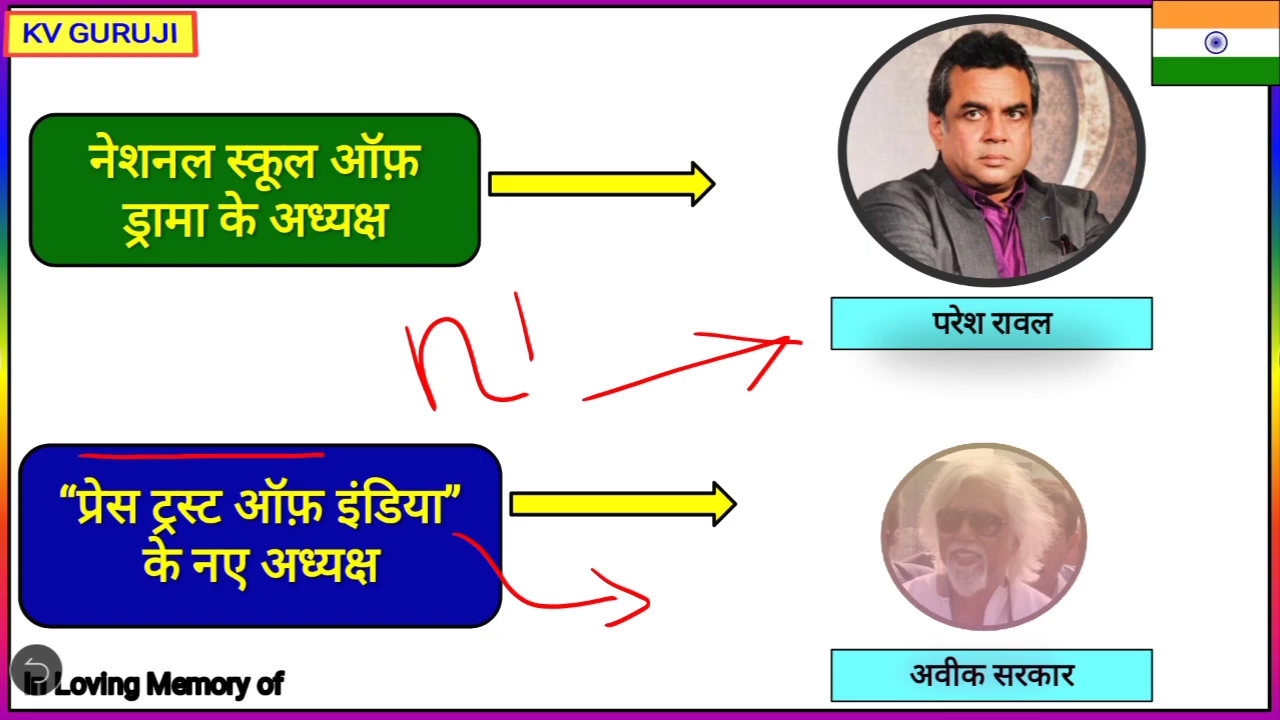 KV GURUJI
नेशनल स्कूल ऑफ़
ड्रामा के अध्यक्ष
परेश रावल
“प्रेस ट्रस्ट ऑफ़ इंडिया”
के नए अध्यक्ष
अवीक सरकार
In Loving Memory of